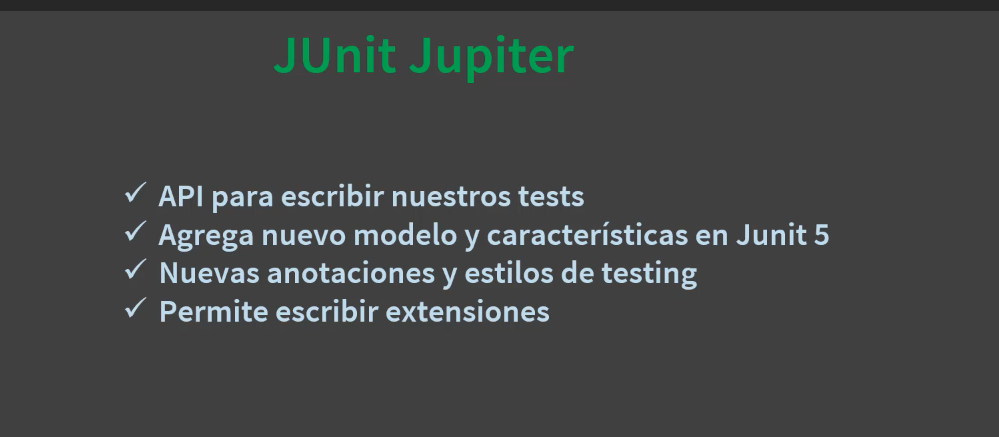 JUnit Jupiter
✓ API para escribir nuestros tests
✓ Agrega nuevo modelo y características en Junit 5
✓ Nuevas anotaciones y estilos de testing
✓ Permite escribir extensiones